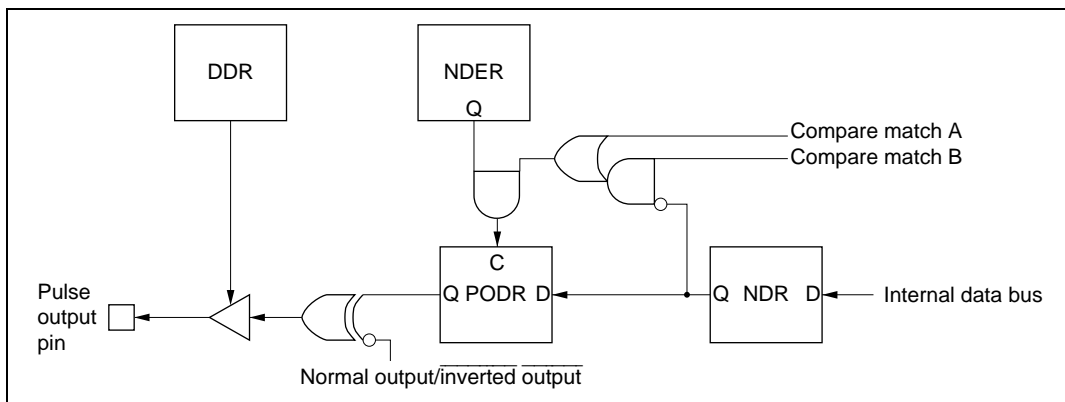 DDR
NDER
Q
Compare match A
Compare match B
C
Q PODR D
Q NDR D
Internal data bus
Pulse
output
pin
Normal output/inverted output